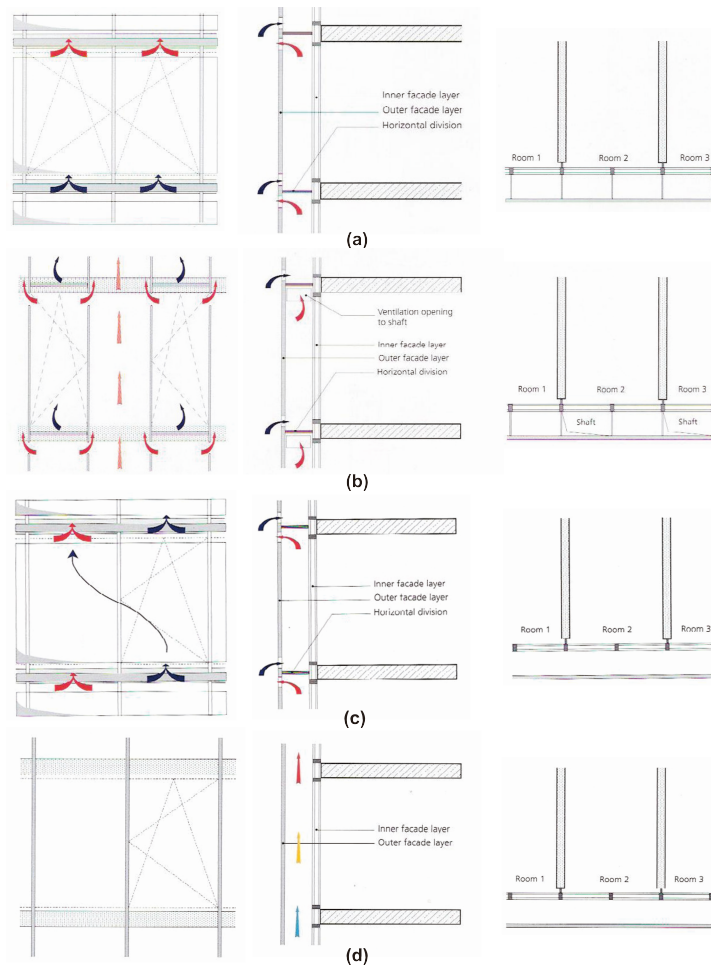 Inner facade layer
Outer facade layer
Horizontal division
Room 1
Room 2
Room 3
(a)
Ventilation opening
to shaft
Inner facade layer
Outer facade layer
Horizontal division
Room 1
Room 2
Room 3
Shaft
Shaft
(b)
Inner facade layer
Outer facade layer
Horizontal division
Room 1
Room 2
Room 3
(c)
Inner facade layer
Outer facade layer
Room 1
Room 2
Room 3
(d)